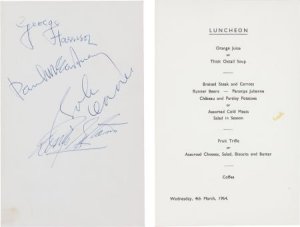 George
Harrison
Paul McCartney
John
Lennon
LUNCHEON
Orange Juice
or
Thick Oxtail Soup
Braised Steak and Carrots
Runner Beans — Parsnips Julienne
Château and Parsley Potatoes
or
Assorted Cold Meats
Salad in Season
Fruit Trifle
or
Assorted Cheeses, Salad, Biscuits and Butter
Coffee
Wednesday, 4th March, 1964.